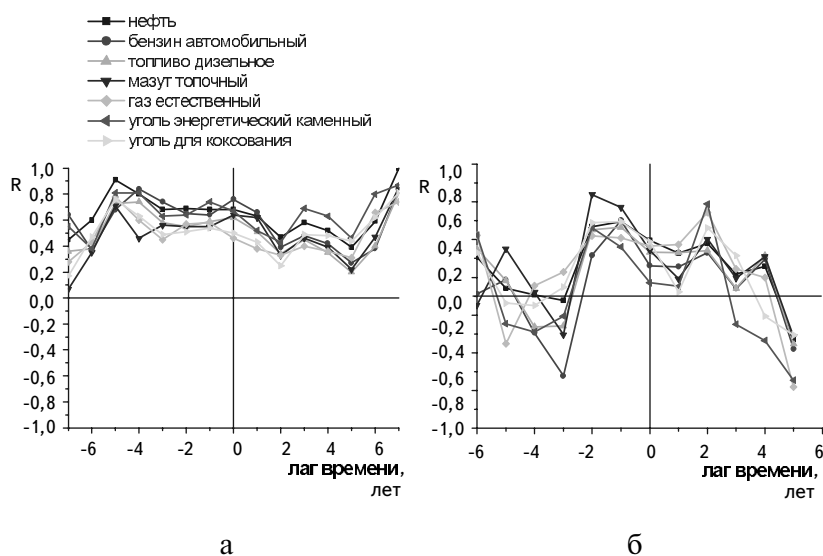 нефть
бензин автомобильный
топливо дизельное
мазут топочный
газ естественный
уголь энергетический каменный
уголь для коксования
R
1,0
0,8
0,6
0,4
0,2
0,0
-0,2
-0,4
-0,6
-0,8
-1,0
-6
-4
-2
0
2
4
6
лаг времени,
лет
а
R
1,0
0,8
0,6
0,4
0,2
0,0
-0,2
-0,4
-0,6
-0,8
-1,0
-6
-4
-2
0
2
4
6
лаг времени,
лет
б